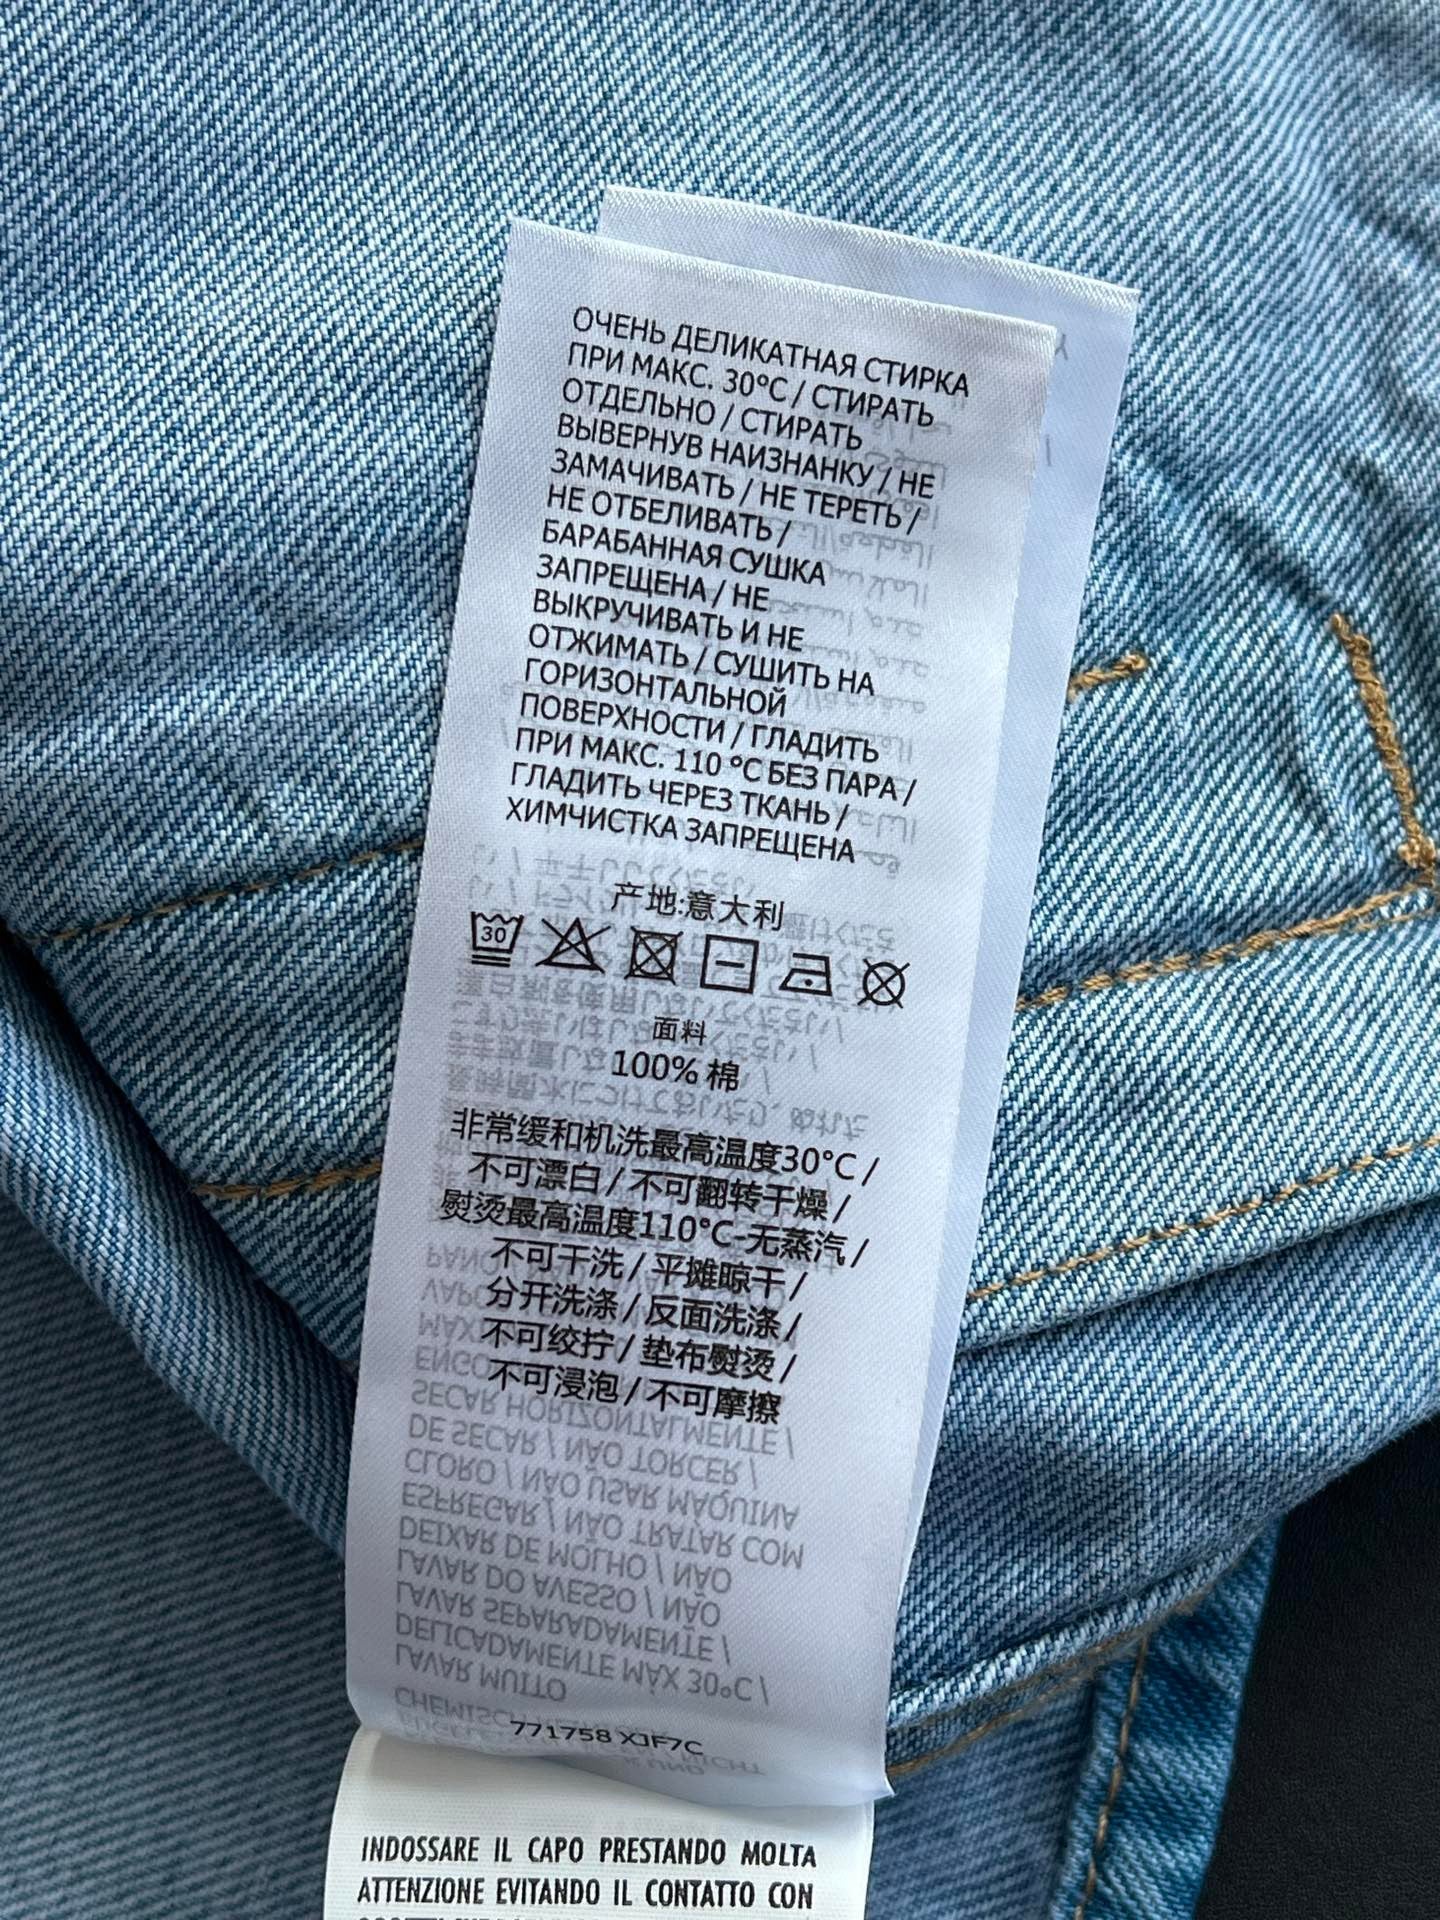 ОЧЕНЬ ДЕЛИКАТНАЯ СТИРКА
ПРИ МАКС. 30°C / СТИРАТЬ
ОТДЕЛЬНО / СТИРАТЬ
ВЫВЕРНУВ НАИЗНАНКУ / НЕ
ЗАМАЧИВАТЬ / НЕ ТЕРЕТЬ /
НЕ ОТБЕЛИВАТЬ /
БАРАБАННАЯ СУШКА
ЗАПРЕЩЕНА / НЕ
ВЫКРУЧИВАТЬ И НЕ
ОТЖИМАТЬ / СУШИТЬ НА
ГОРИЗОНТАЛЬНОЙ
ПОВЕРХНОСТИ / ГЛАДИТЬ
ПРИ МАКС. 110 °C БЕЗ ПАРА /
ГЛАДИТЬ ЧЕРЕЗ ТКАНЬ /
ХИМЧИСТКА ЗАПРЕЩЕНА
产地:意大利
30
面料
100% 棉
非常缓和机洗最高温度30°C /
不可漂白 / 不可翻转干燥 /
熨烫最高温度110°C-无蒸汽 /
不可干洗 / 平摊晾干 /
分开洗涤 / 反面洗涤 /
不可绞拧 / 垫布熨烫 /
不可浸泡 / 不可摩擦
771758 XJF7C
INDOSSARE IL CAPO PRESTANDO MOLTA
ATTENZIONE EVITANDO IL CONTATTO CON